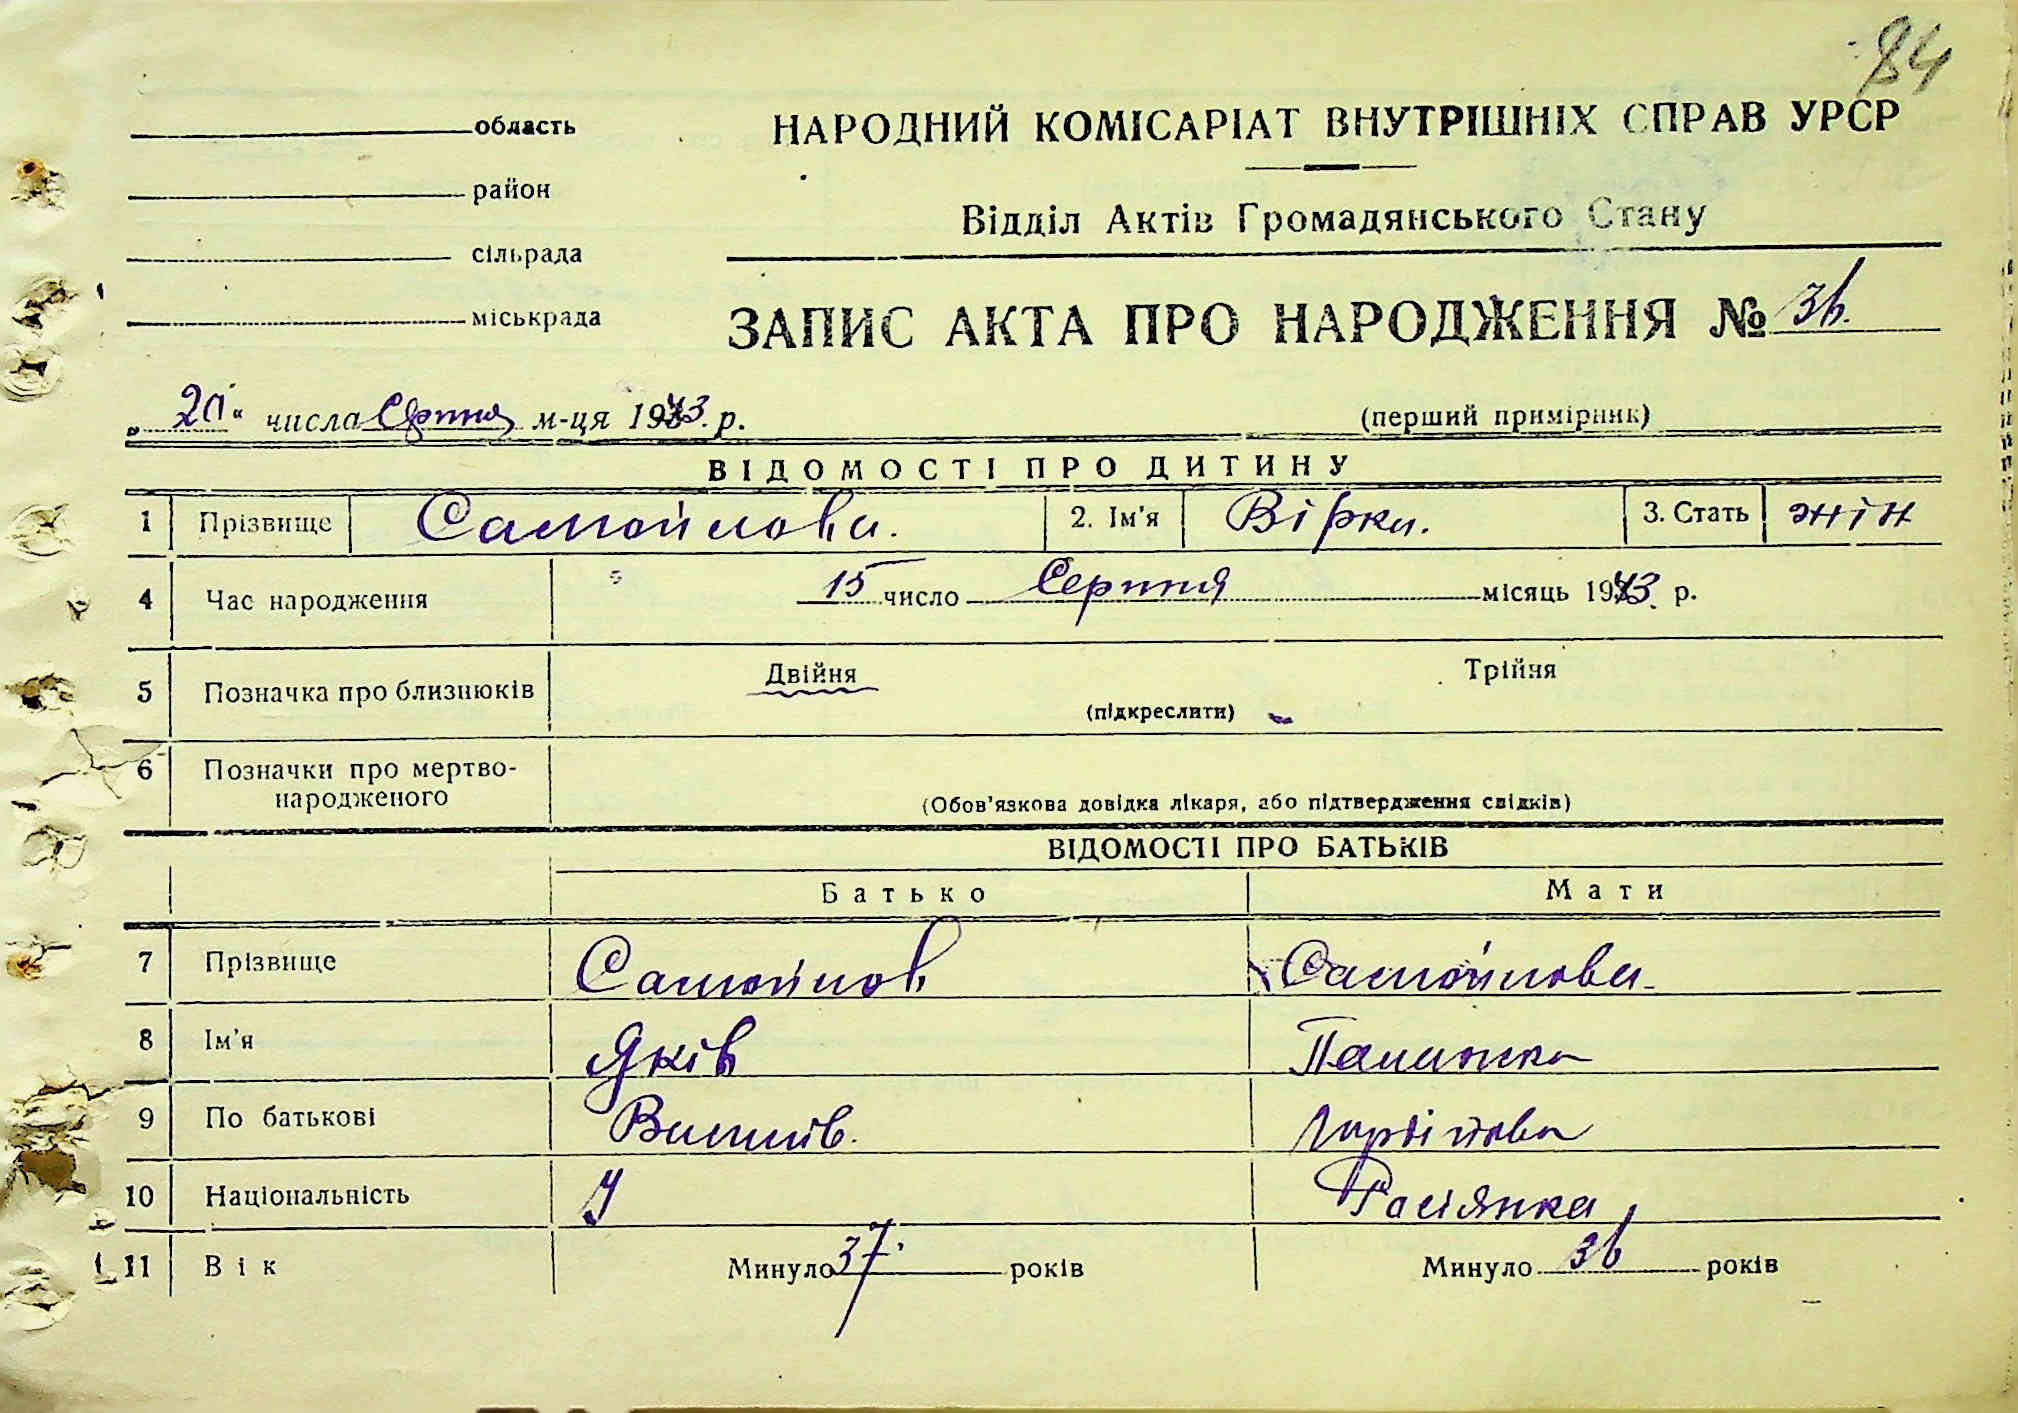 84
область
НАРОДНИЙ КОМІСАРІАТ ВНУТРІШНІХ СПРАВ УРСР
район
Відділ Актів Громадянського Стану
сільрада
міськрада
ЗАПИС АКТА ПРО НАРОДЖЕННЯ № 36.
„20“ числа Серпня м-ця 1943 р. (перший примірник)
ВІДОМОСТІ ПРО ДИТИНУ
1 Прізвище Самойлова. 2. Ім'я Вірка. 3. Стать жін
4 Час народження 15 число Серпня місяць 1943. р.
5 Позначка про близнюків Двійня Трійня
(підкреслити)
6 Позначки про мертво-
народженого
(Обов'язкова довідка лікаря, або підтвердження свідків)
ВІДОМОСТІ ПРО БАТЬКІВ
Батько Мати
7 Прізвище Самойлов Самойлова
8 Ім'я Яків
9 По батькові
10 Національність У Расіянка
11 Вік Минуло 37 років Минуло 36 років